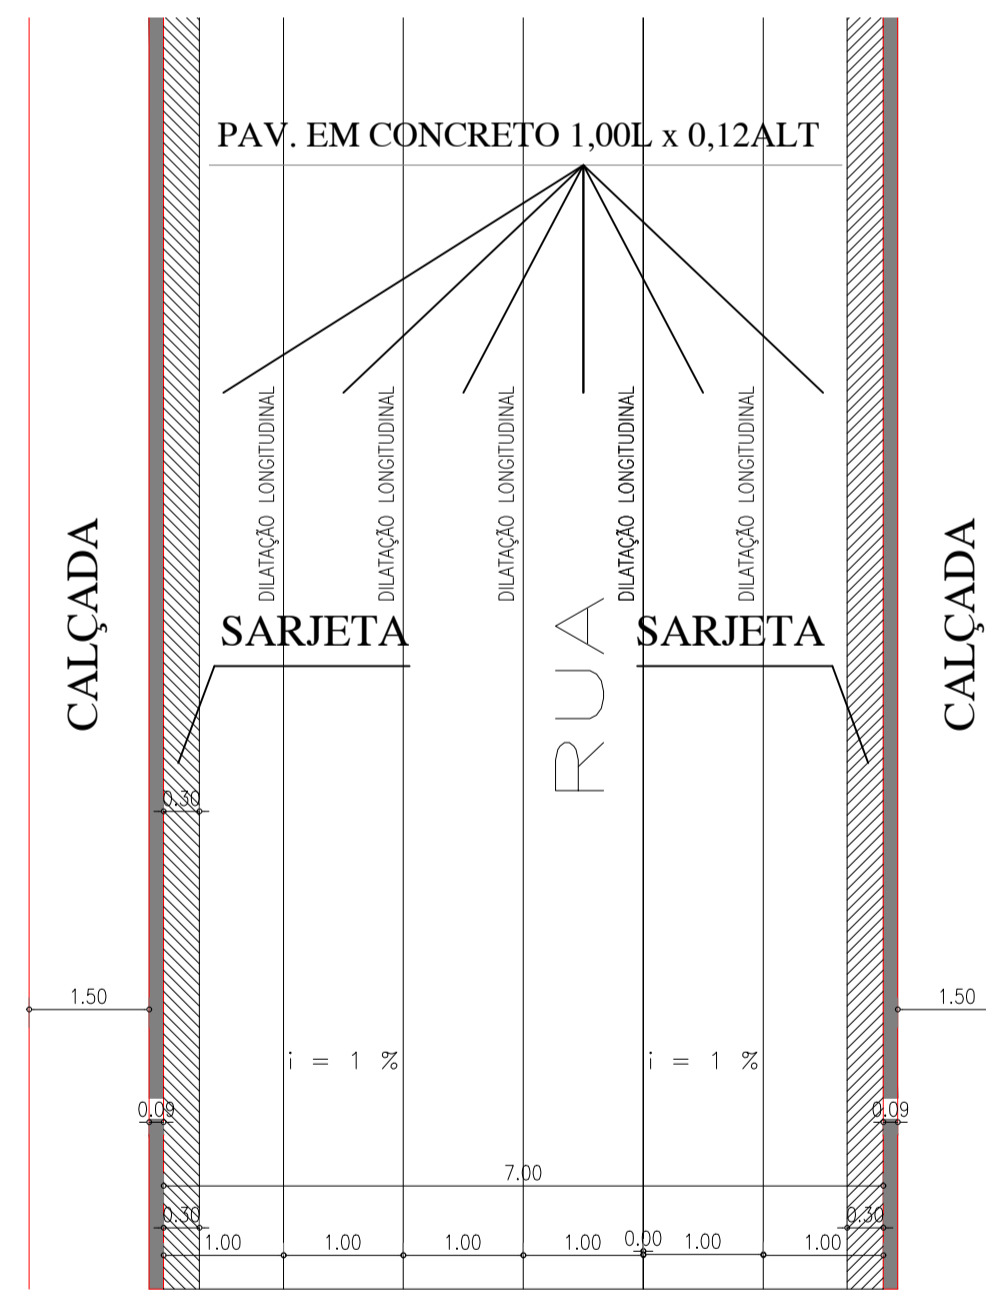 PAV. EM CONCRETO 1,00L x 0,12ALT
DILATAÇÃO LONGITUDINAL
DILATAÇÃO LONGITUDINAL
DILATAÇÃO LONGITUDINAL
DILATAÇÃO LONGITUDINAL
DILATAÇÃO LONGITUDINAL
CALÇADA
SARJETA
RUA
SARJETA
CALÇADA
0.30
1.50
1.50
i = 1 %
i = 1 %
0.09
0.09
7.00
0.30
0.30
1.00
1.00
1.00
1.00
0.00
1.00
1.00